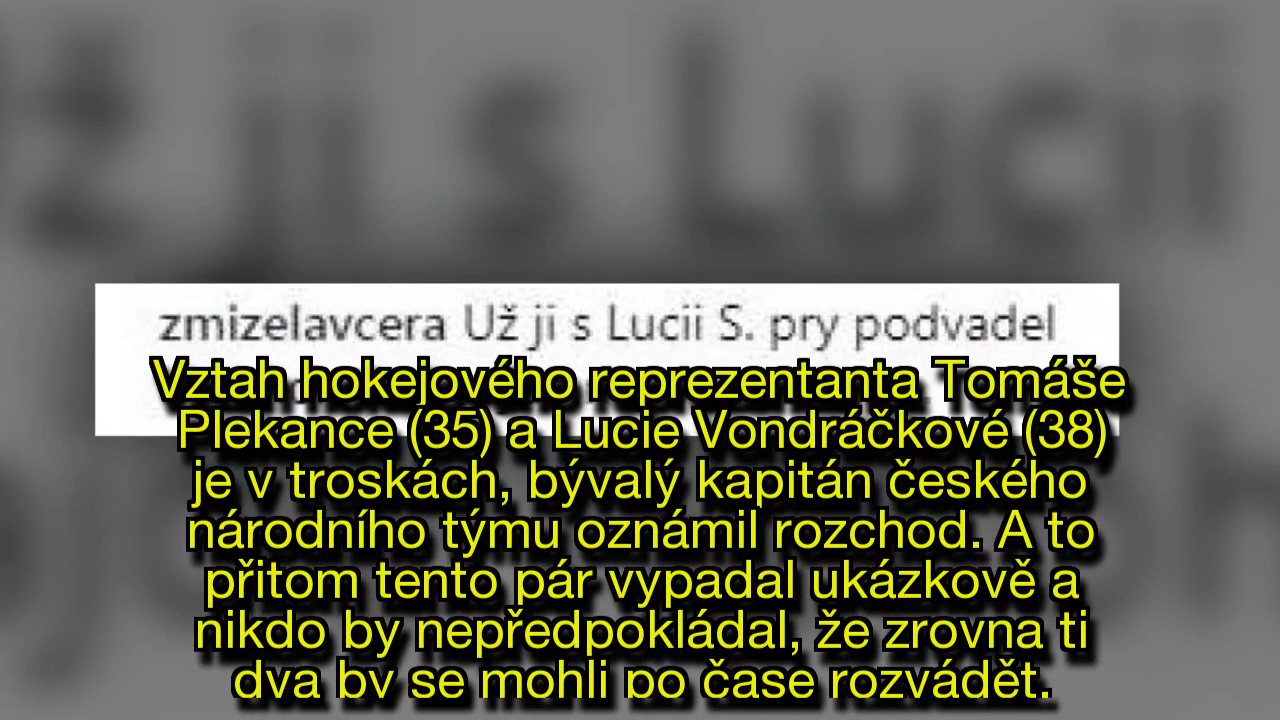 zmizelavcera Už ji s Lucii S. pry podvadel
Vztah hokejového reprezentanta Tomáše
Plekance (35) a Lucie Vondráčkové (38)
je v troskách, bývalý kapitán českého
národního týmu oznámil rozchod. A to
přitom tento pár vypadal ukázkově a
nikdo by nepředpokládal, že zrovna ti
dva by se mohli po čase rozvádět.